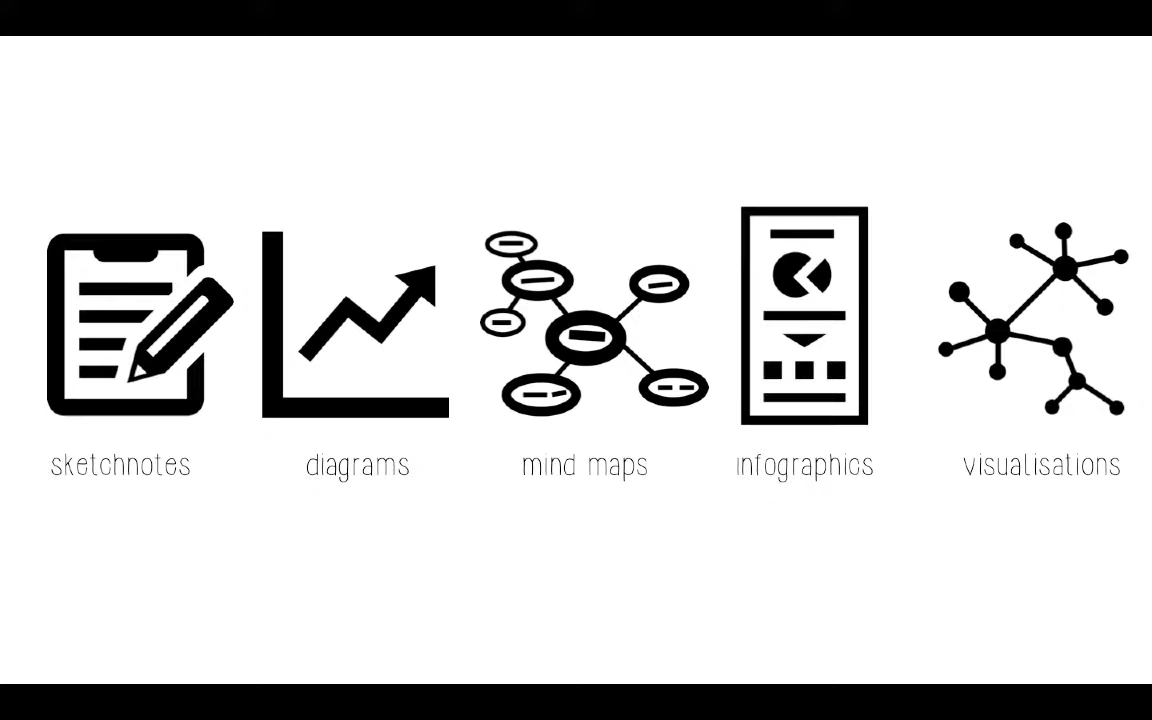 sketchnotes
diagrams
mind maps
infographics
visualisations